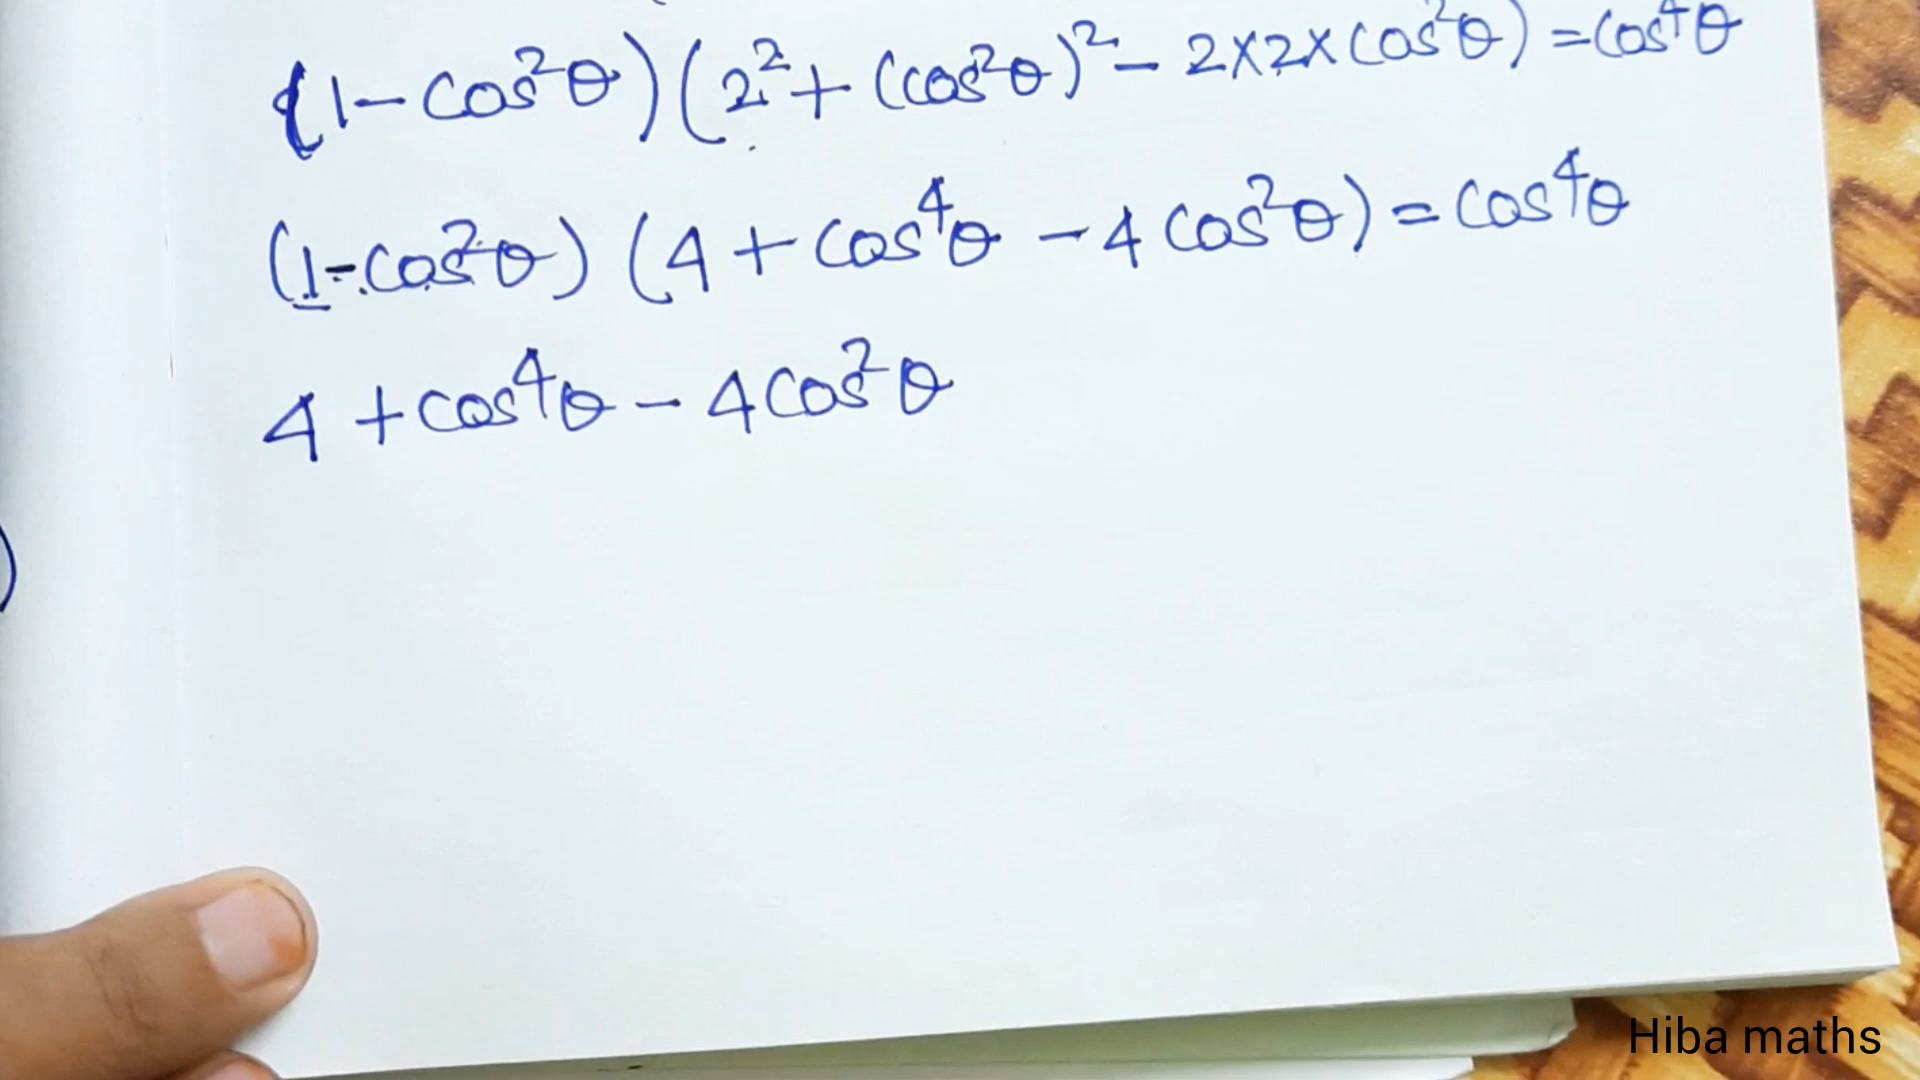 (1-cos²θ)(2²+(cos²θ)²-2×2×cos²θ)=cos⁴θ
(1-cos²θ)(4+cos⁴θ-4cos²θ)=cos⁴θ
4+cos⁴θ-4cos²θ
Hiba maths